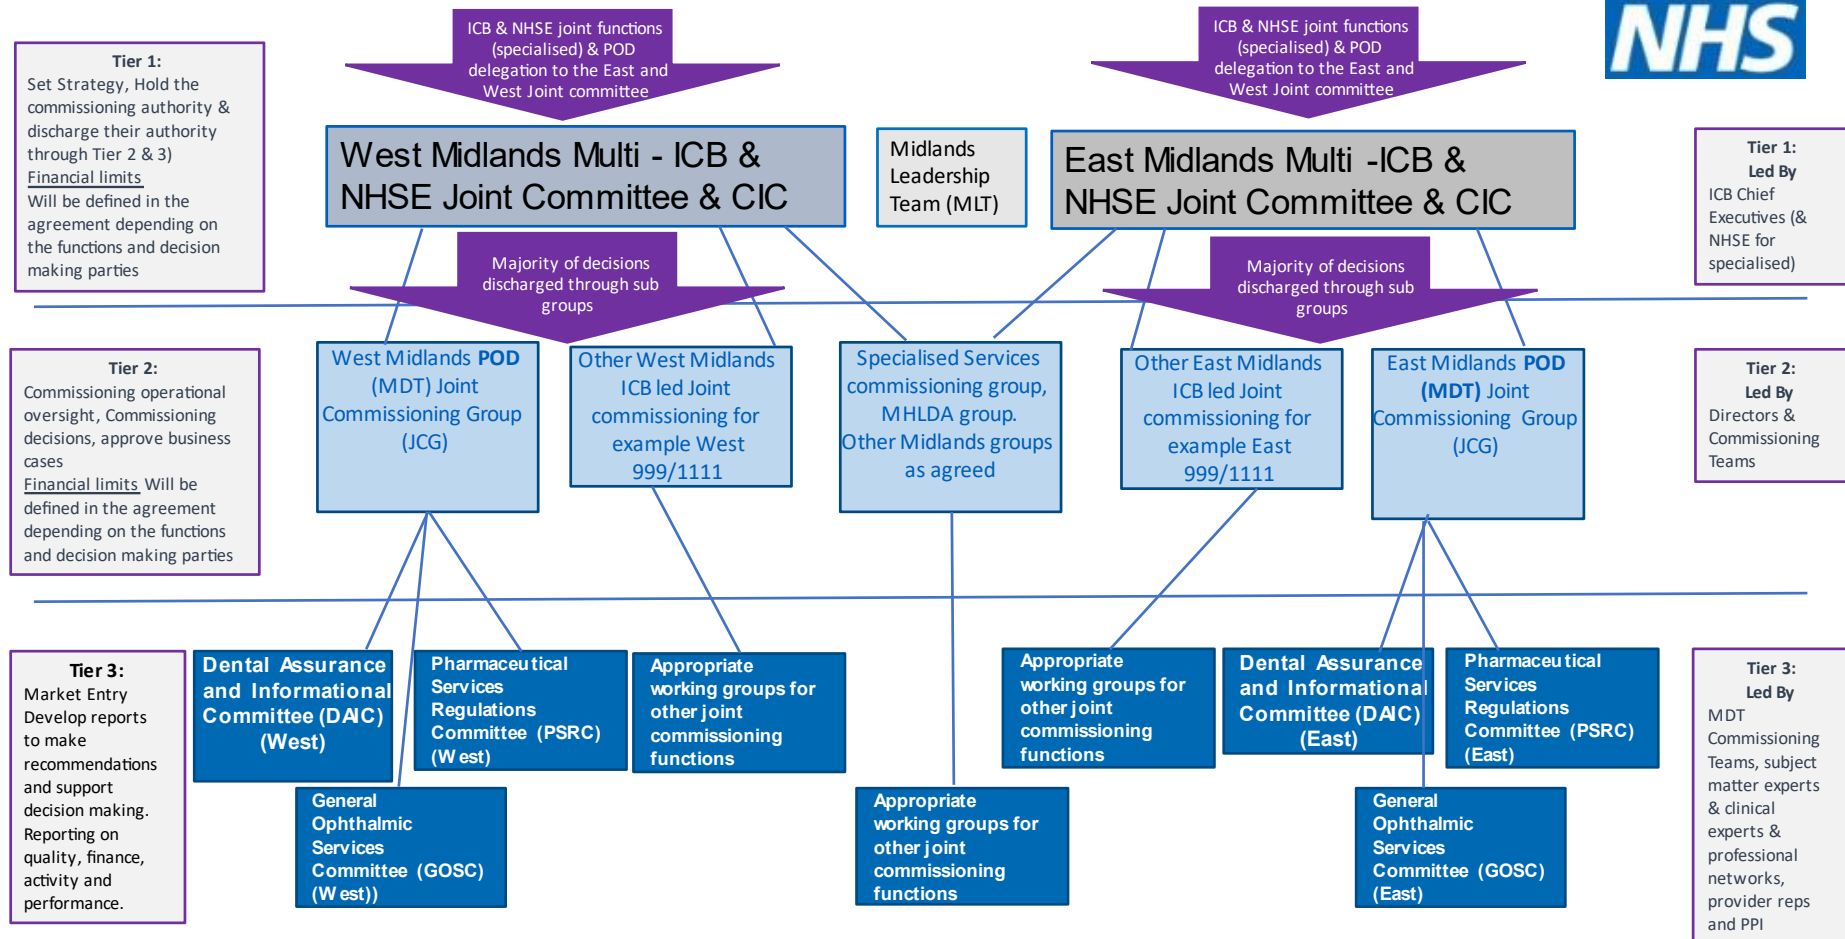 ICB & NHSE joint functions
(specialised) & POD
delegation to the East and
West Joint committee
ICB & NHSE joint functions
(specialised) & POD
delegation to the East and
West Joint committee
NHS
Tier 1:
Set Strategy, Hold the
commissioning authority &
discharge their authority
through Tier 2 & 3)
Financial limits
Will be defined in the
agreement depending on
the functions and decision
making parties
West Midlands Multi - ICB &
NHSE Joint Committee & CIC
Midlands
Leadership
Team (MLT)
East Midlands Multi -ICB &
NHSE Joint Committee & CIC
Tier 1:
Led By
ICB Chief
Executives (&
NHSE for
specialised)
Majority of decisions
discharged through sub
groups
Majority of decisions
discharged through sub
groups
Tier 2:
Commissioning operational
oversight, Commissioning
decisions, approve business
cases
Financial limits Will be
defined in the agreement
depending on the functions
and decision making parties
West Midlands POD
(MDT) Joint
Commissioning Group
(JCG)
Other West Midlands
ICB led Joint
commissioning for
example West
999/1111
Specialised Services
commissioning group,
MHLDA group.
Other Midlands groups
as agreed
Other East Midlands
ICB led Joint
commissioning for
example East
999/1111
East Midlands POD
(MDT) Joint
Commissioning Group
(JCG)
Tier 2:
Led By
Directors &
Commissioning
Teams
Tier 3:
Market Entry
Develop reports
to make
recommendations
and support
decision making.
Reporting on
quality, finance,
activity and
performance.
Dental Assurance
and Informational
Committee (DAIC)
(West)
Pharmaceutical
Services
Regulations
Committee (PSRC)
(West)
Appropriate
working groups for
other joint
commissioning
functions
Appropriate
working groups for
other joint
commissioning
functions
Dental Assurance
and Informational
Committee (DAIC)
(East)
Pharmaceutical
Services
Regulations
Committee (PSRC)
(East)
Tier 3:
Led By
MDT
Commissioning
Teams, subject
matter experts
& clinical
experts &
professional
networks,
provider reps
and PPI
General
Ophthalmic
Services
Committee (GOSC)
(West))
Appropriate
working groups for
other joint
commissioning
functions
General
Ophthalmic
Services
Committee (GOSC)
(East)